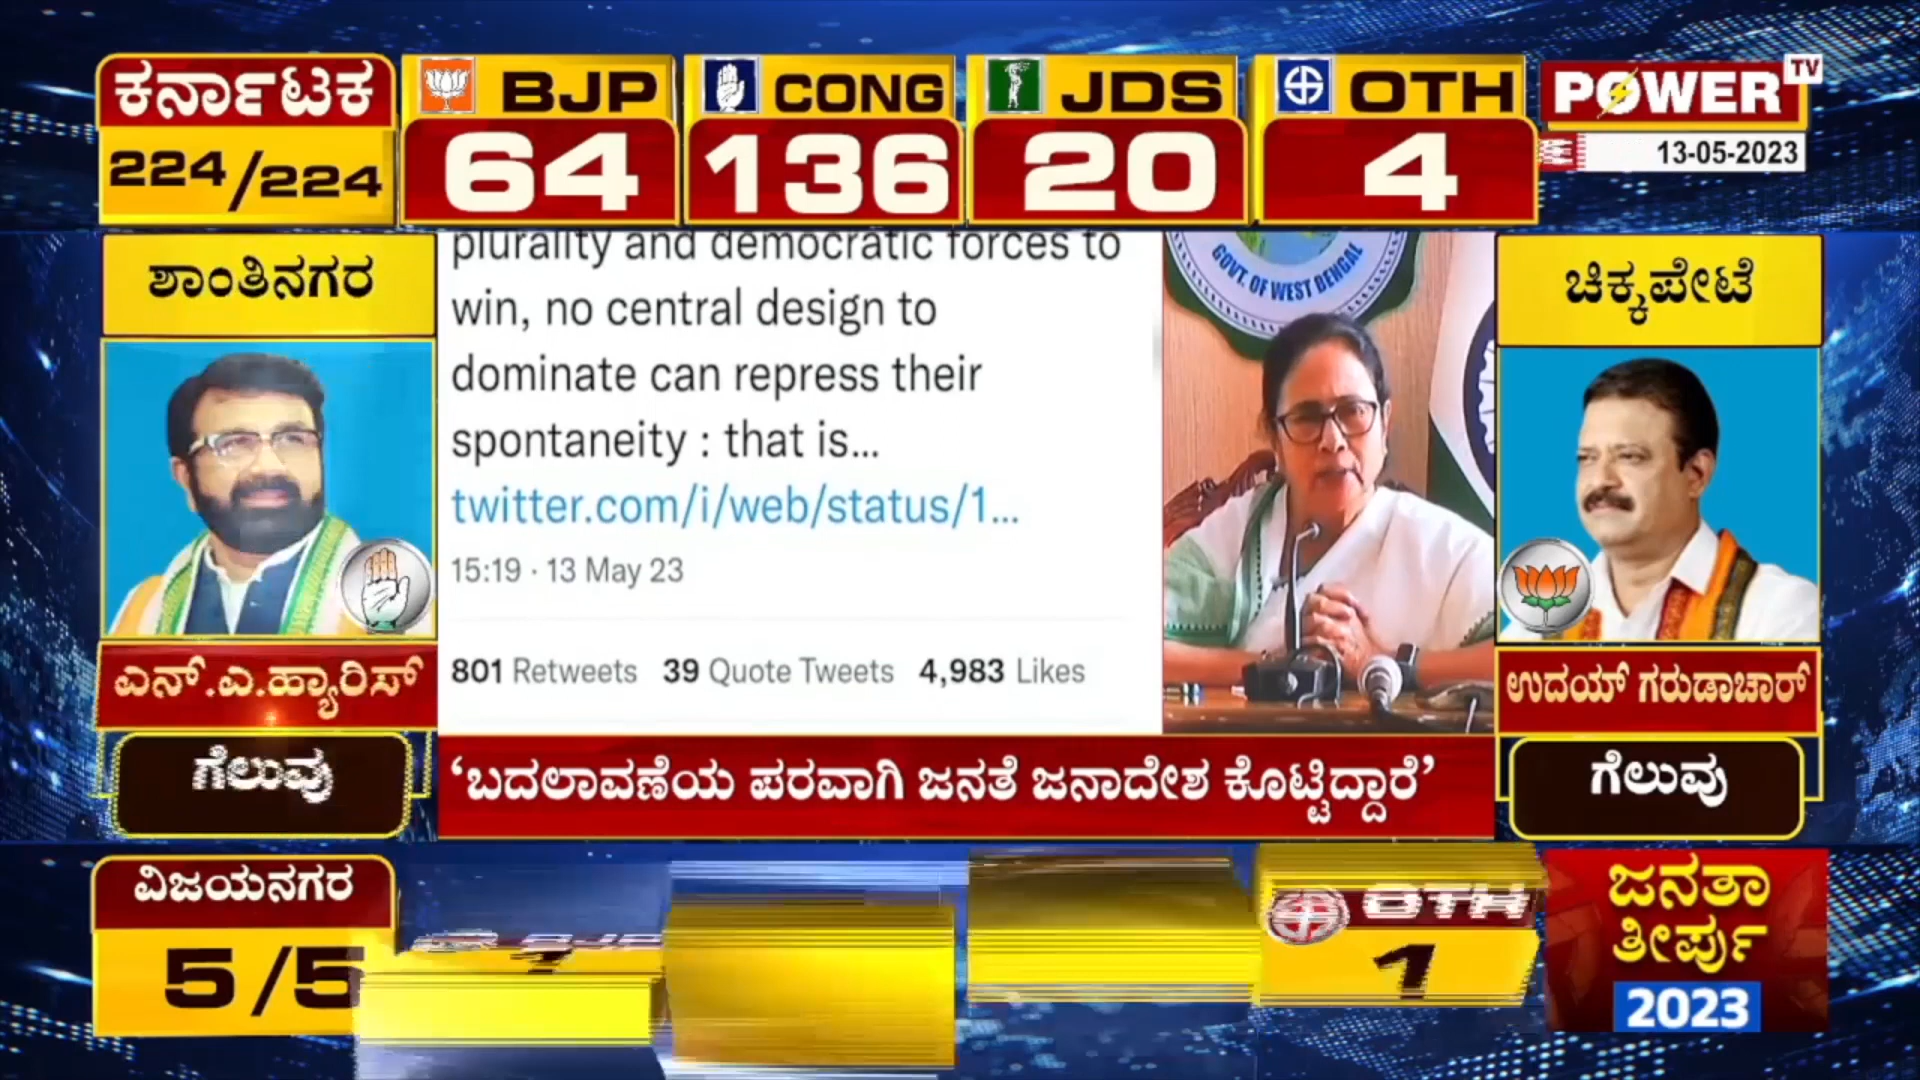 ಕರ್ನಾಟಕ
224/224
BJP
64
CONG
136
JDS
20
OTH
4
POWER TV
13-05-2023
ಶಾಂತಿನಗರ
ಎನ್.ಎ.ಹ್ಯಾರಿಸ್
ಗೆಲುವು
plurality and democratic forces to
win, no central design to
dominate can repress their
spontaneity : that is...
twitter.com/i/web/status/1...
15:19 · 13 May 23
801 Retweets 39 Quote Tweets 4,983 Likes
GOVT. OF WEST BENGAL
ಚಿಕ್ಕಪೇಟೆ
ಉದಯ್ ಗರುಡಾಚಾರ್
ಗೆಲುವು
‘ಬದಲಾವಣೆಯ ಪರವಾಗಿ ಜನತೆ ಜನಾದೇಶ ಕೊಟ್ಟಿದ್ದಾರೆ’
ವಿಜಯನಗರ
5/5
OTH
1
ಜನತಾ
ತೀರ್ಪು
2023